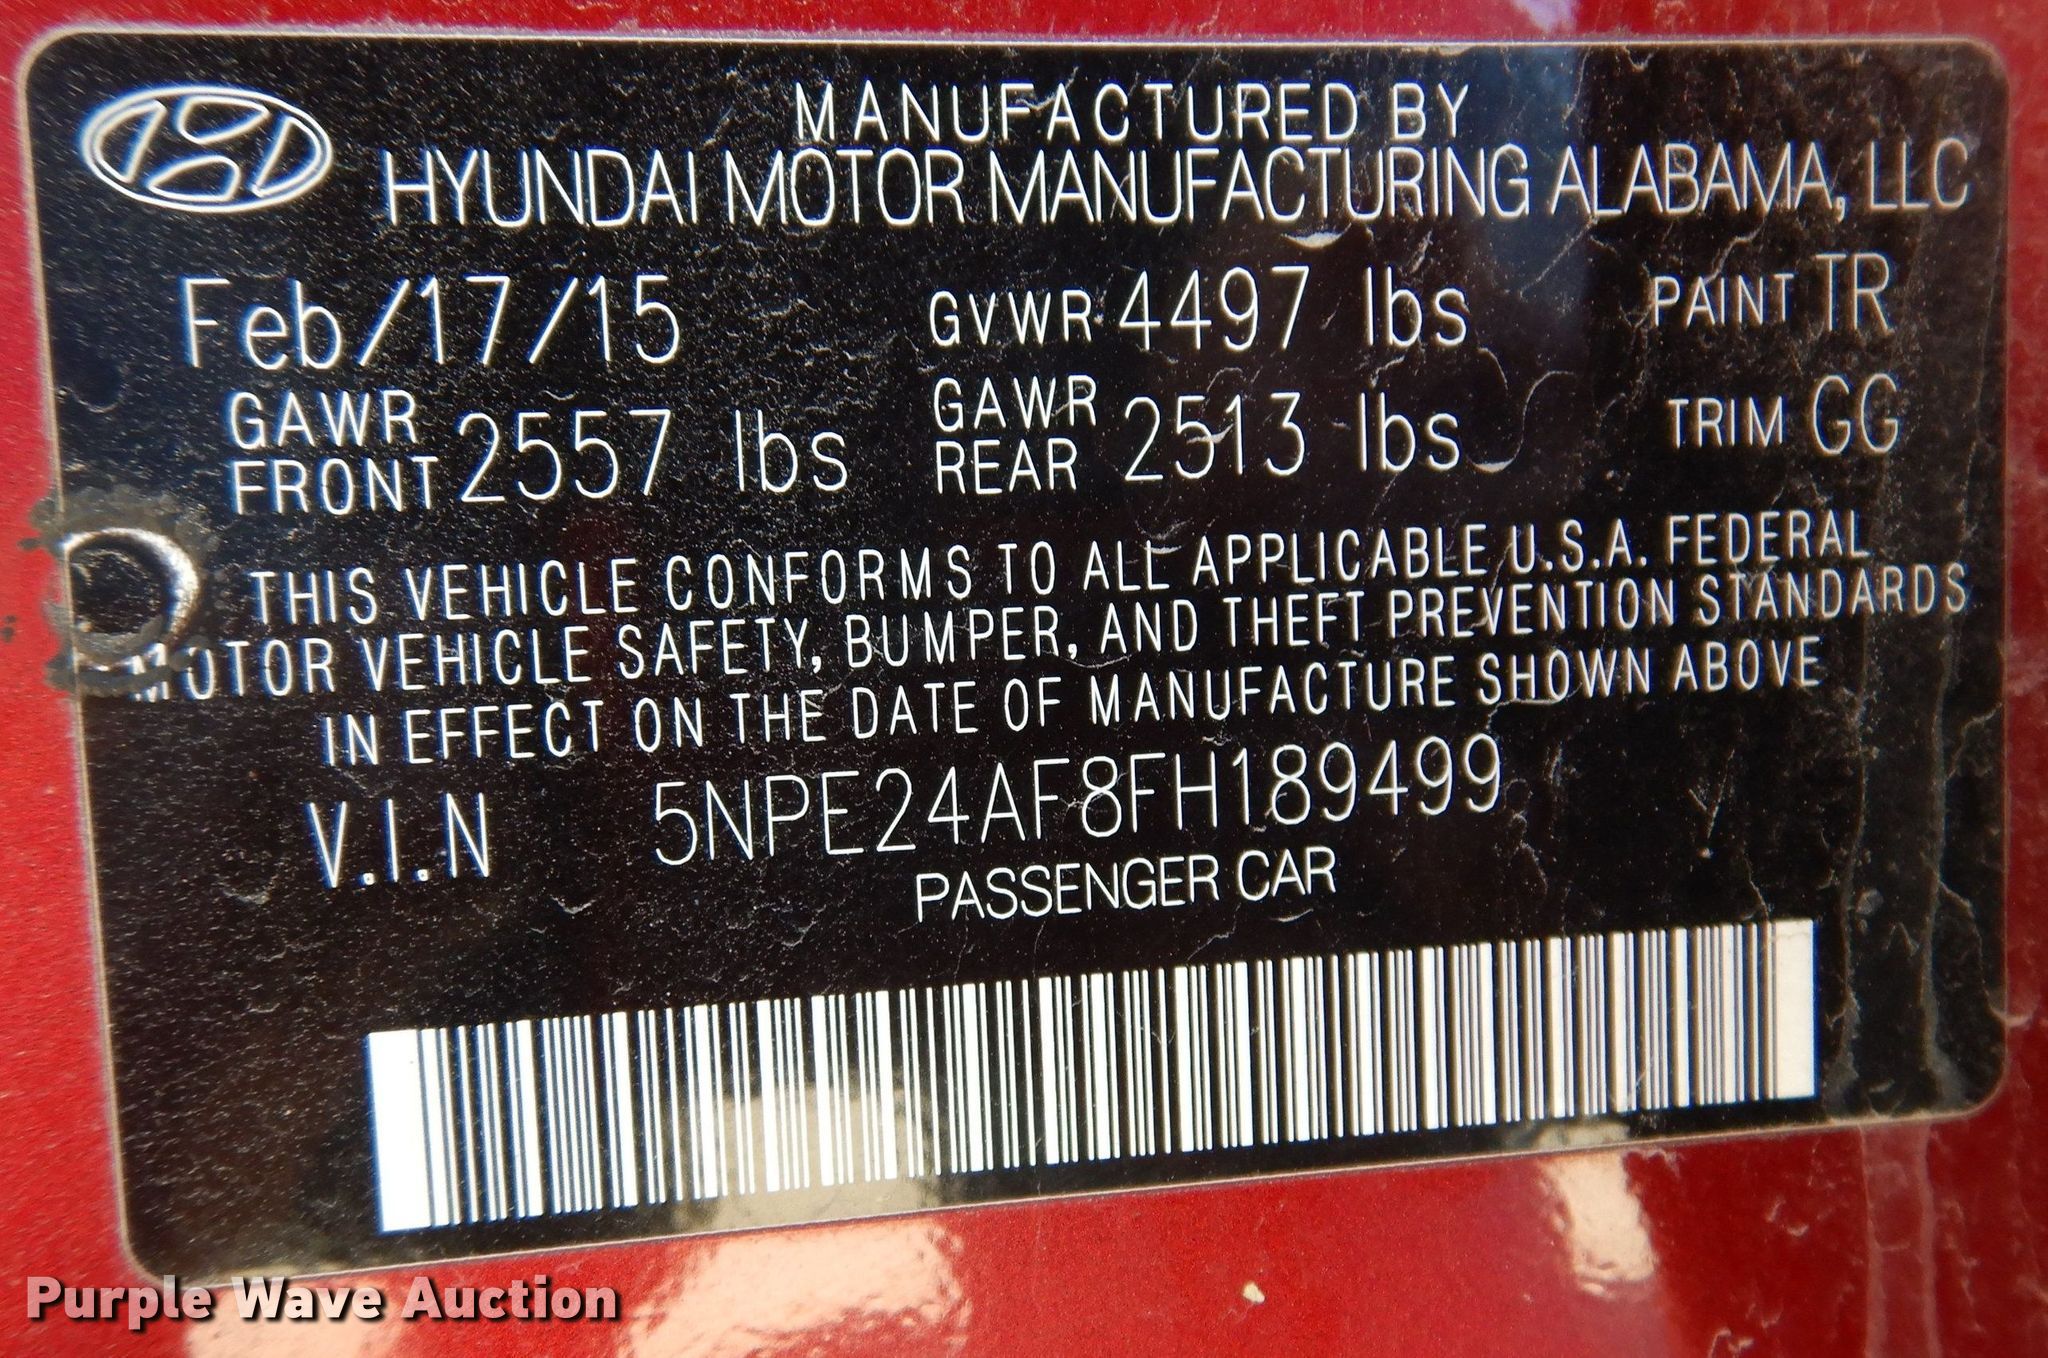 MANUFACTURED BY
HYUNDAI MOTOR MANUFACTURING ALABAMA, LLC
Feb/17/15 GVWR 4497 lbs PAINT TR
GAWR FRONT 2557 lbs GAWR REAR 2513 lbs TRIM GG
THIS VEHICLE CONFORMS TO ALL APPLICABLE U.S.A. FEDERAL
MOTOR VEHICLE SAFETY, BUMPER, AND THEFT PREVENTION STANDARDS
IN EFFECT ON THE DATE OF MANUFACTURE SHOWN ABOVE
V.I.N 5NPE24AF8FH189499
PASSENGER CAR
Purple Wave Auction